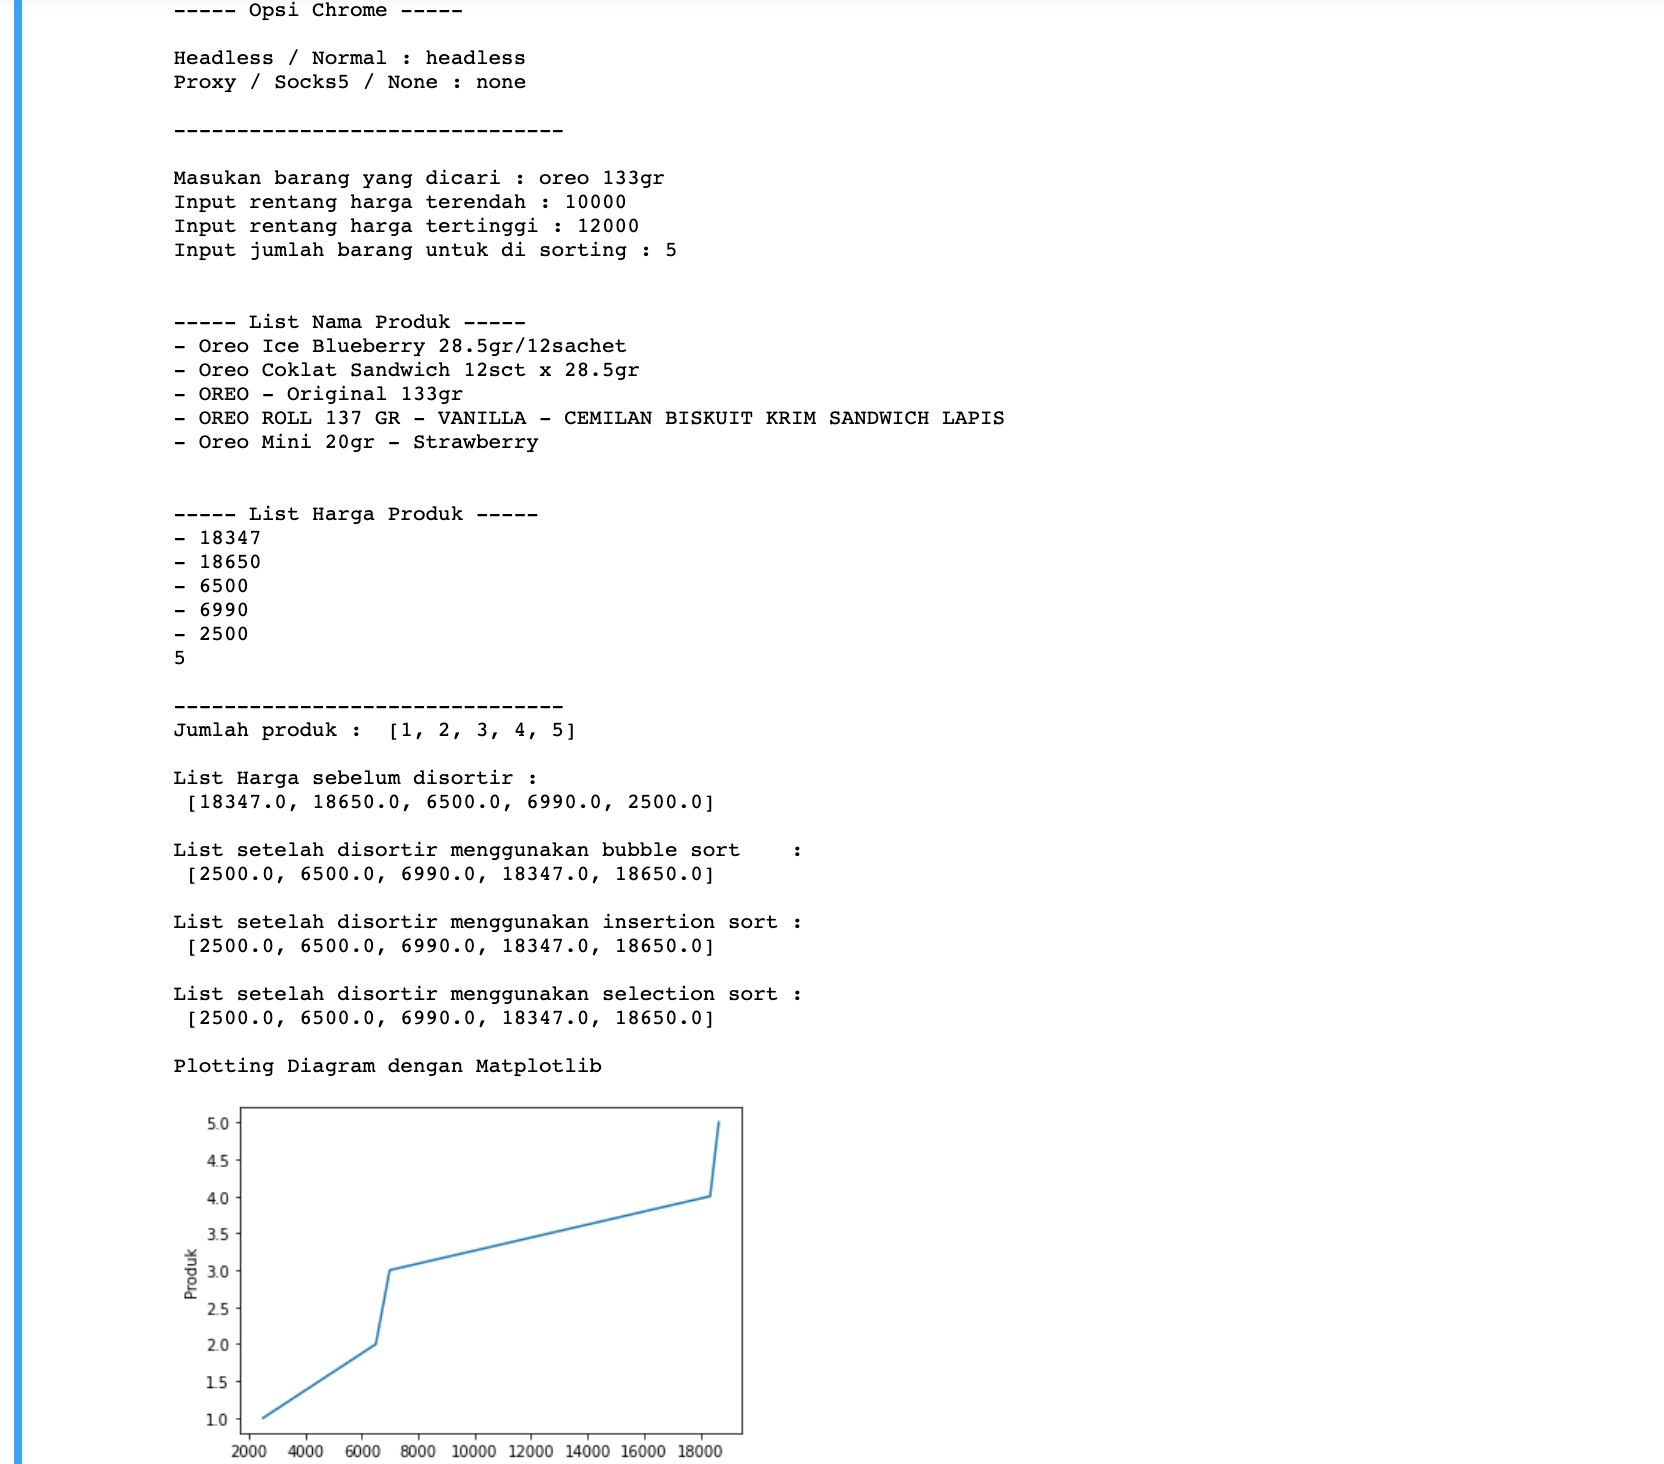 ----- Opsi Chrome -----
Headless / Normal : headless
Proxy / Socks5 / None : none
-------------------------------
Masukan barang yang dicari : oreo 133gr
Input rentang harga terendah : 10000
Input rentang harga tertinggi : 12000
Input jumlah barang untuk di sorting : 5
----- List Nama Produk -----
- Oreo Ice Blueberry 28.5gr/12sachet
- Oreo Coklat Sandwich 12sct x 28.5gr
- OREO - Original 133gr
- OREO ROLL 137 GR - VANILLA - CEMILAN BISKUIT KRIM SANDWICH LAPIS
- Oreo Mini 20gr - Strawberry
----- List Harga Produk -----
- 18347
- 18650
- 6500
- 6990
- 2500
5
-------------------------------
Jumlah produk :  [1, 2, 3, 4, 5]
List Harga sebelum disortir :
[18347.0, 18650.0, 6500.0, 6990.0, 2500.0]
List setelah disortir menggunakan bubble sort    :
[2500.0, 6500.0, 6990.0, 18347.0, 18650.0]
List setelah disortir menggunakan insertion sort :
[2500.0, 6500.0, 6990.0, 18347.0, 18650.0]
List setelah disortir menggunakan selection sort :
[2500.0, 6500.0, 6990.0, 18347.0, 18650.0]
Plotting Diagram dengan Matplotlib
5.0
4.5
4.0
3.5
3.0
2.5
2.0
1.5
1.0
Produk
2000 4000 6000 8000 10000 12000 14000 16000 18000